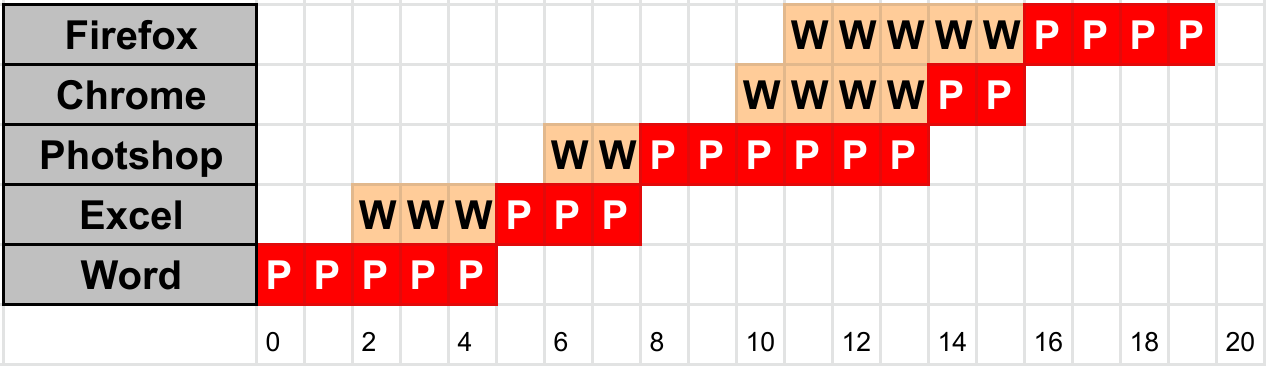 Firefox W W W W W P P P P
Chrome W W W W P P
Photshop W W P P P P P P
Excel W W W P P P
Word P P P P P
0 2 4 6 8 10 12 14 16 18 20